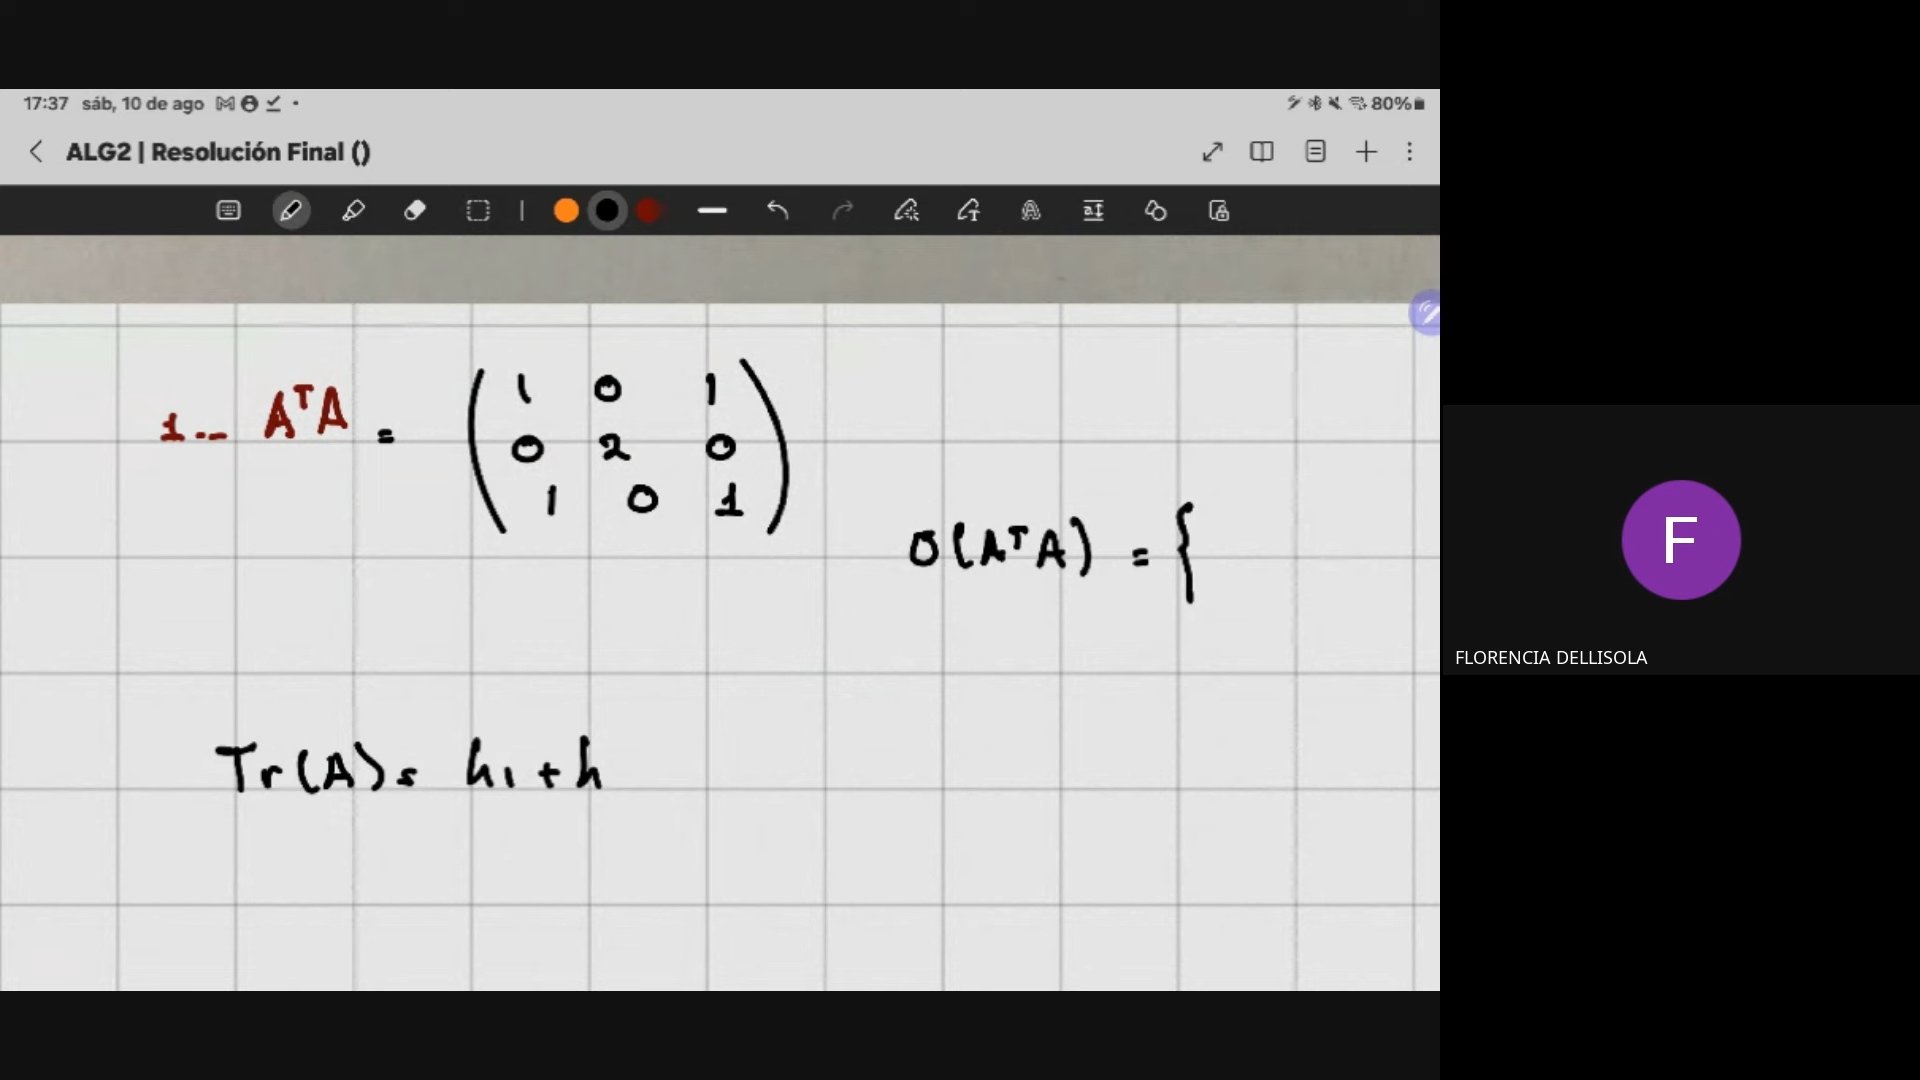 17:37 sáb, 10 de ago 80%
ALG2 | Resolución Final ()
1.- AᵀA = ( 1 0 1
0 2 0
1 0 1 )
σ(AᵀA) = {
Tr(A) = λ₁ + λ
F
FLORENCIA DELLISOLA